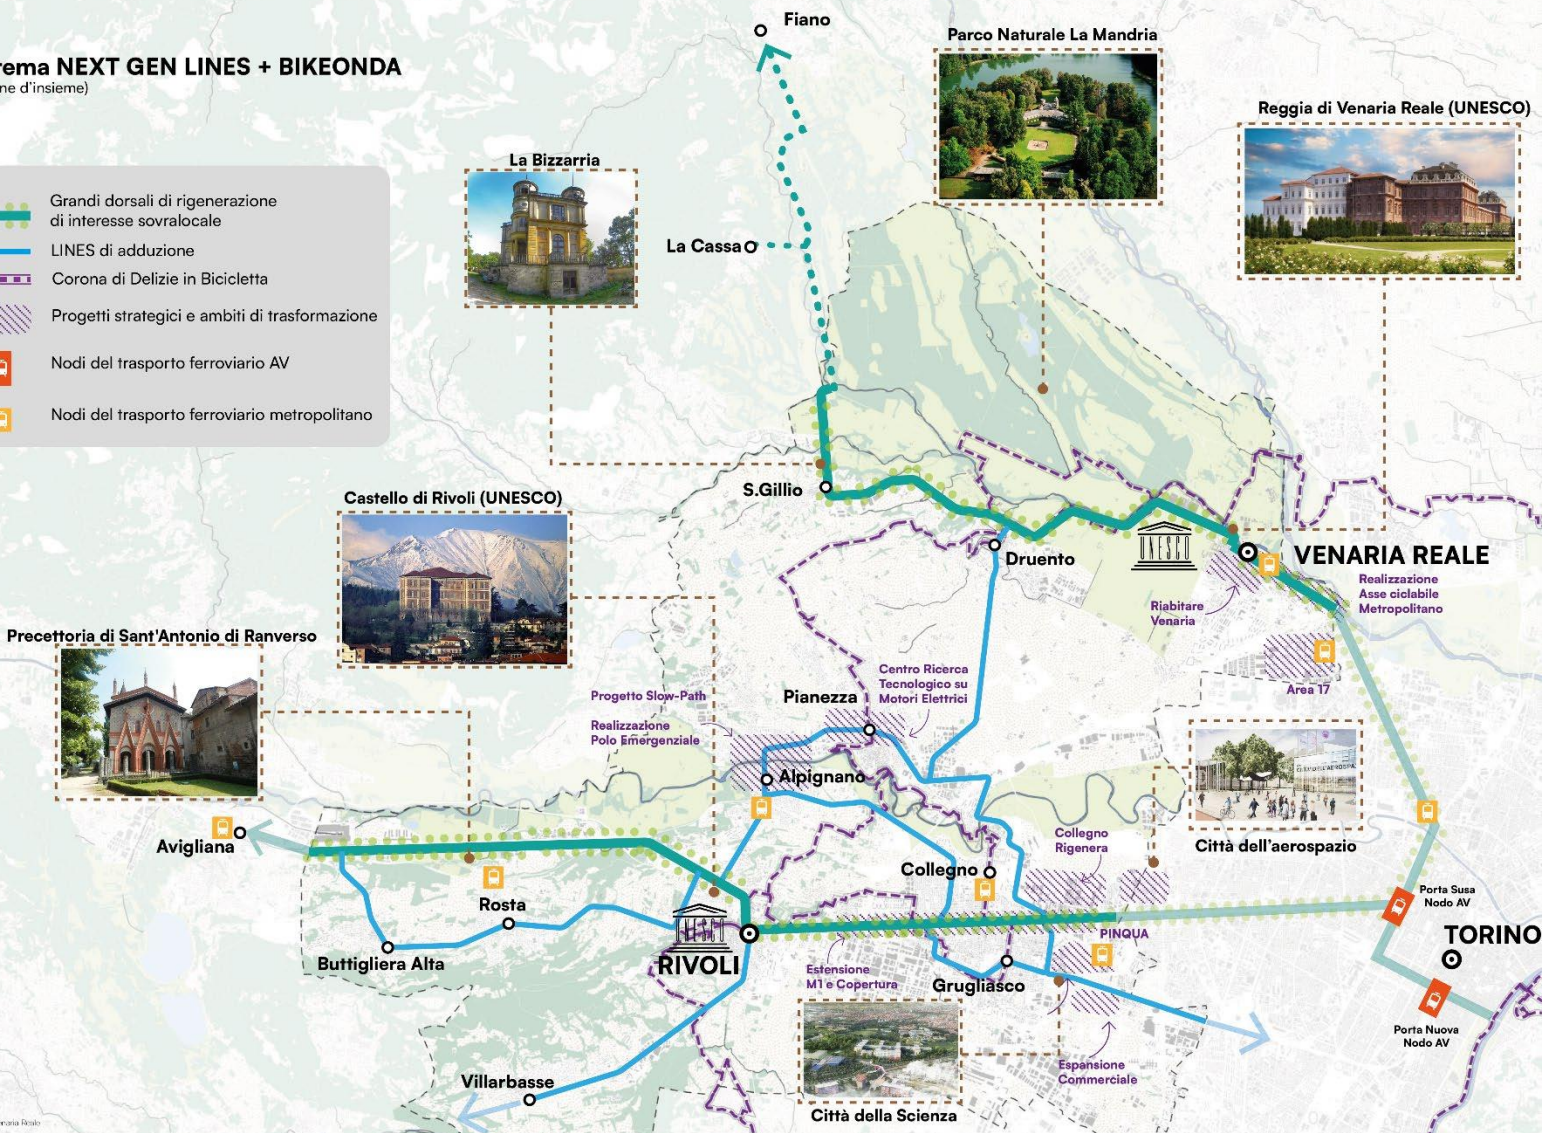 Fiano
Parco Naturale La Mandria
NEXT GEN LINES + BIKEONDA
d'insieme)
Reggia di Venaria Reale (UNESCO)
La Bizzarria
Grandi dorsali di rigenerazione
di interesse sovralocale
LINES di adduzione
Corona di Delizie in Bicicletta
Progetti strategici e ambiti di trasformazione
Nodi del trasporto ferroviario AV
Nodi del trasporto ferroviario metropolitano
La Cassa
S.Gillio
Castello di Rivoli (UNESCO)
Druento
UNESCO
VENARIA REALE
Realizzazione
Asse ciclabile
Metropolitano
Riabitare
Venaria
Precettoria di Sant'Antonio di Ranverso
Area 17
Centro Ricerca
Tecnologico su
Motori Elettrici
Pianezza
Progetto Slow-Path
Realizzazione
Polo Emergenziale
Alpignano
Avigliana
Collegno
Rigenera
Città dell'aerospazio
Collegno
Porta Susa
Nodo AV
Rosta
UNESCO
PINQUA
TORINO
Buttigliera Alta
RIVOLI
Estensione
M1 e Copertura
Grugliasco
Porta Nuova
Nodo AV
Espansione
Commerciale
Villarbasse
Città della Scienza
Reale